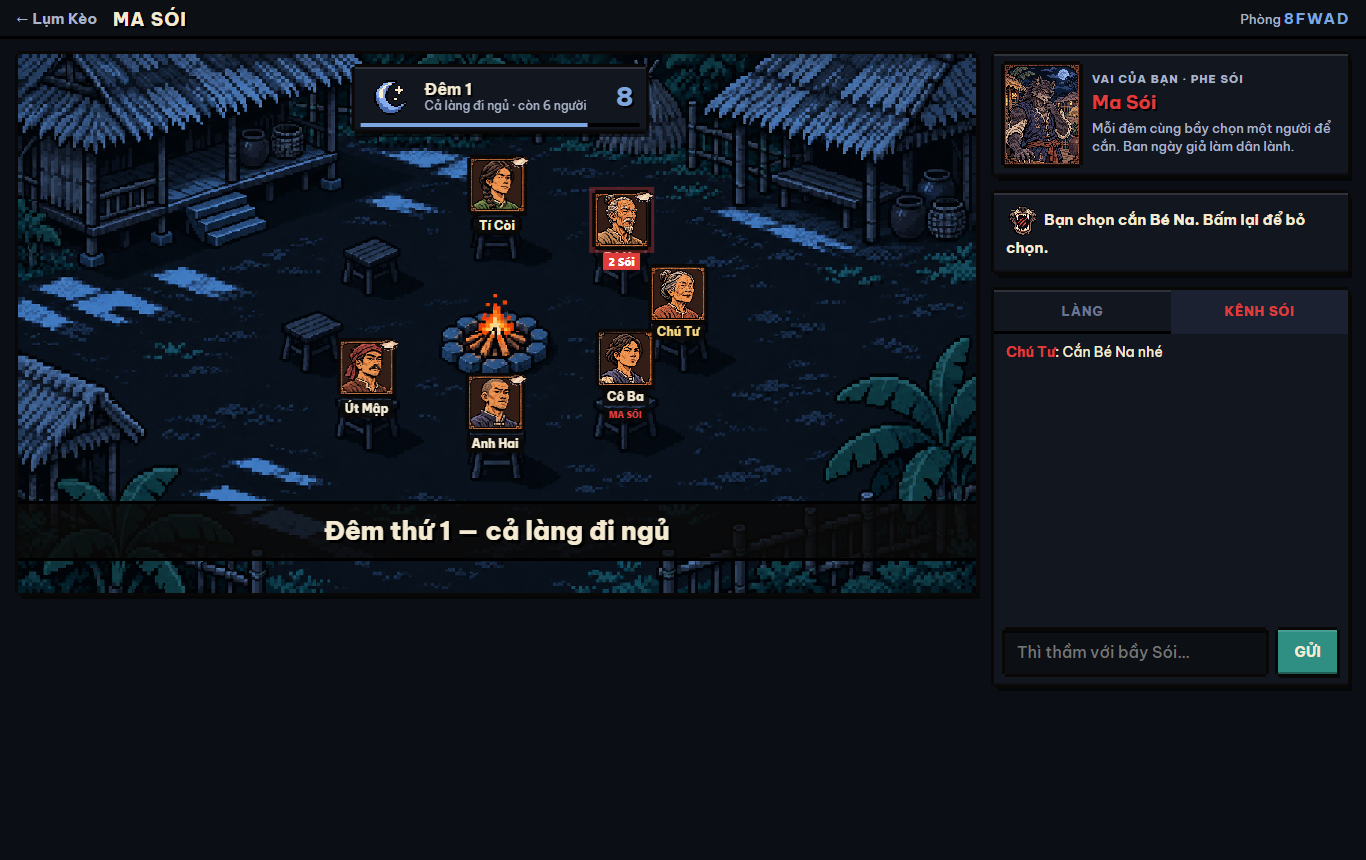 ← Lụm Kèo MA SÓI
Phòng 8FWAD
Đêm 1
Cả làng đi ngủ · còn 6 người
8
Tí Còi
2 Sói
Chú Tư
Cô Ba
MA SÓI
Út Mập
Anh Hai
Đêm thứ 1 — cả làng đi ngủ
VAI CỦA BẠN · PHE SÓI
Ma Sói
Mỗi đêm cùng bầy chọn một người để
cắn. Ban ngày giả làm dân lành.
Bạn chọn cắn Bé Na. Bấm lại để bỏ
chọn.
LÀNG KÊNH SÓI
Chú Tư: Cắn Bé Na nhé
Thì thầm với bầy Sói...
GỬI